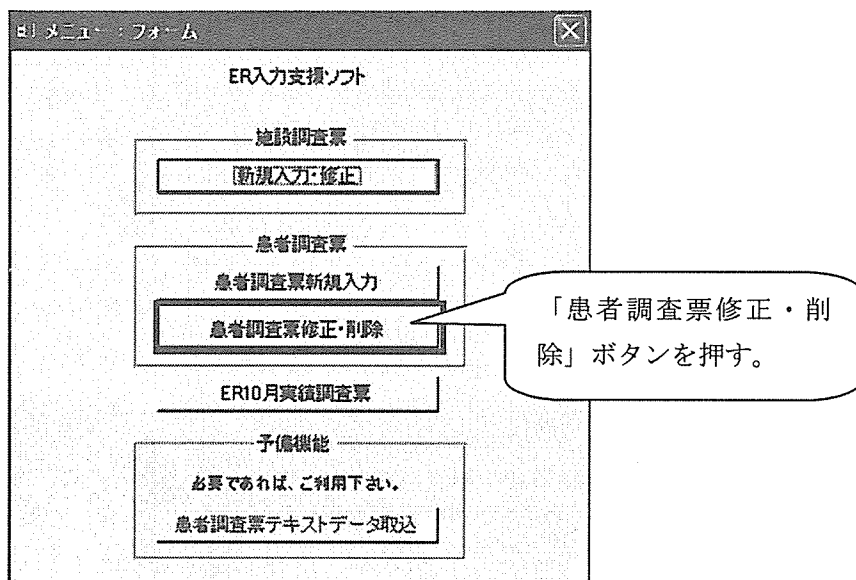 メニュー：フォーム
ER入力支援ソフト
施設調査票
新規入力・修正
患者調査票
患者調査票新規入力
患者調査票修正・削除
「患者調査票修正・削
除」ボタンを押す。
ER10月実績調査票
予備機能
必要であれば、ご利用下さい。
患者調査票テキストデータ取込